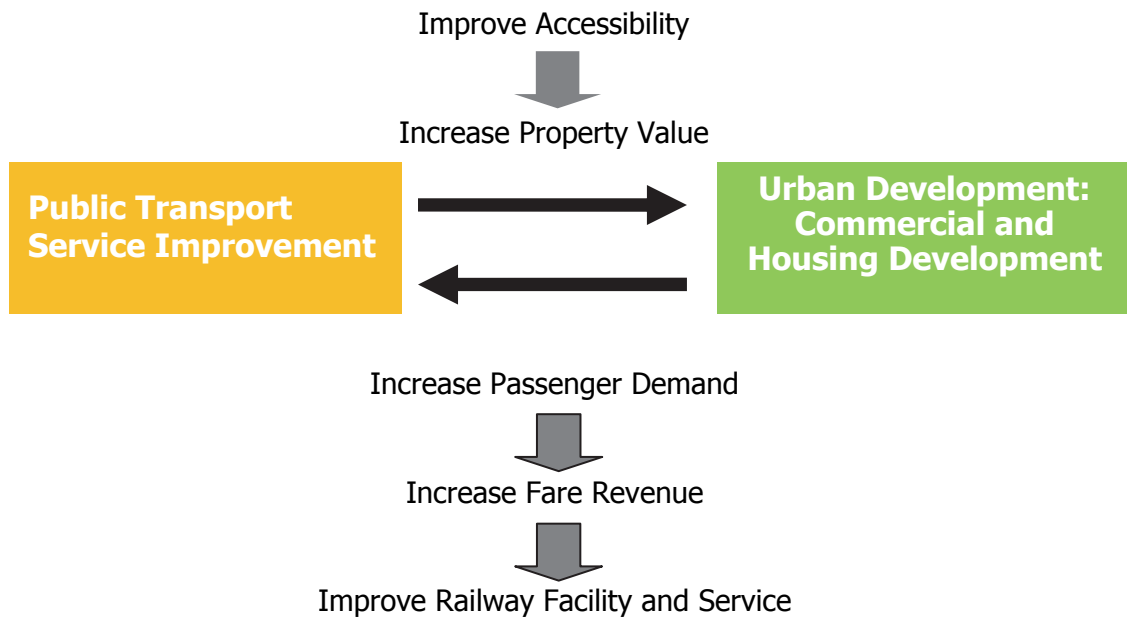 Improve Accessibility
Increase Property Value
Public Transport
Service Improvement
Urban Development:
Commercial and
Housing Development
Increase Passenger Demand
Increase Fare Revenue
Improve Railway Facility and Service